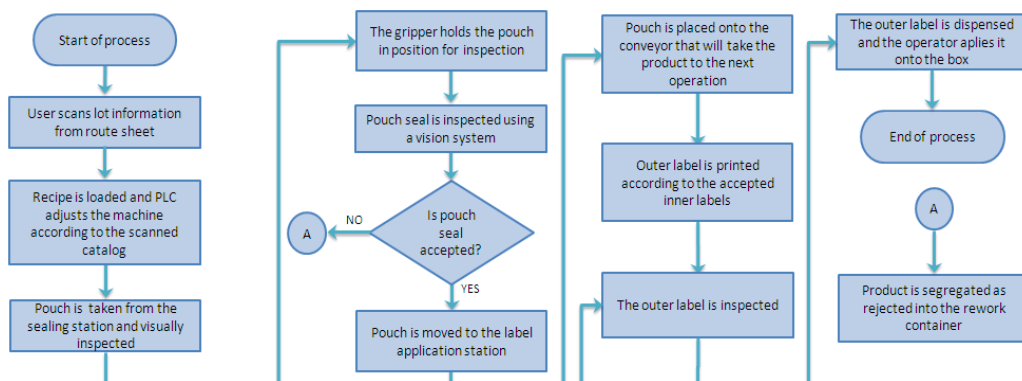 Start of process
User scans lot information
from route sheet
Recipe is loaded and PLC
adjusts the machine
according to the scanned
catalog
Pouch is taken from the
sealing station and visually
inspected
The gripper holds the pouch
in position for inspection
Pouch seal is inspected using
a vision system
Is pouch
seal
accepted?
NO
A
YES
Pouch is moved to the label
application station
Pouch is placed onto the
conveyor that will take the
product to the next
operation
Outer label is printed
according to the accepted
inner labels
The outer label is inspected
The outer label is dispensed
and the operator aplies it
onto the box
End of process
A
Product is segregated as
rejected into the rework
container